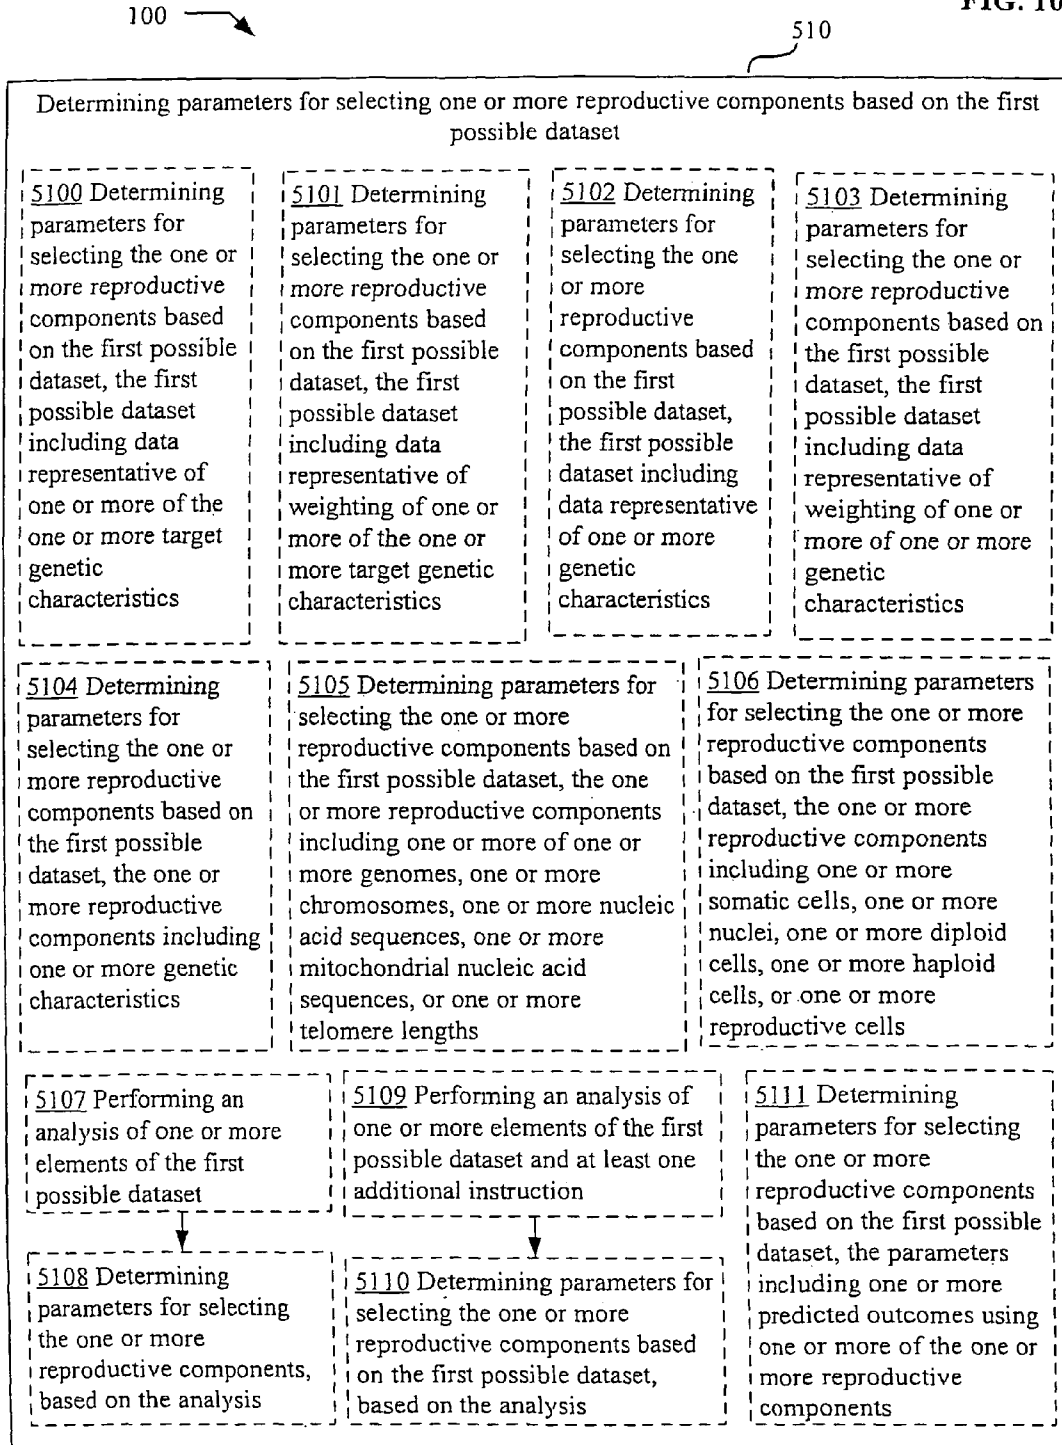 100
FIG. 10
510
Determining parameters for selecting one or more reproductive components based on the first
possible dataset
5100 Determining
parameters for
selecting the one or
more reproductive
components based
on the first possible
dataset, the first
possible dataset
including data
representative of
one or more of the
one or more target
genetic
characteristics
5101 Determining
parameters for
selecting the one or
more reproductive
components based
on the first possible
dataset, the first
possible dataset
including data
representative of
weighting of one or
more of the one or
more target genetic
characteristics
5102 Determining
parameters for
selecting the one
or more
reproductive
components based
on the first
possible dataset,
the first possible
dataset including
data representative
of one or more
genetic
characteristics
5103 Determining
parameters for
selecting the one or
more reproductive
components based on
the first possible
dataset, the first
possible dataset
including data
representative of
weighting of one or
more of one or more
genetic
characteristics
5104 Determining
parameters for
selecting the one or
more reproductive
components based on
the first possible
dataset, the one or
more reproductive
components including
one or more genetic
characteristics
5105 Determining parameters for
selecting the one or more
reproductive components based on
the first possible dataset, the one
or more reproductive components
including one or more of one or
more genomes, one or more
chromosomes, one or more nucleic
acid sequences, one or more
mitochondrial nucleic acid
sequences, or one or more
telomere lengths
5106 Determining parameters
for selecting the one or more
reproductive components
based on the first possible
dataset, the one or more
reproductive components
including one or more
somatic cells, one or more
nuclei, one or more diploid
cells, one or more haploid
cells, or one or more
reproductive cells
5107 Performing an
analysis of one or more
elements of the first
possible dataset
5108 Determining
parameters for selecting
the one or more
reproductive components,
based on the analysis
5109 Performing an analysis of
one or more elements of the first
possible dataset and at least one
additional instruction
5110 Determining parameters for
selecting the one or more
reproductive components based
on the first possible dataset,
based on the analysis
5111 Determining
parameters for selecting
the one or more
reproductive components
based on the first possible
dataset, the parameters
including one or more
predicted outcomes using
one or more of the one or
more reproductive
components